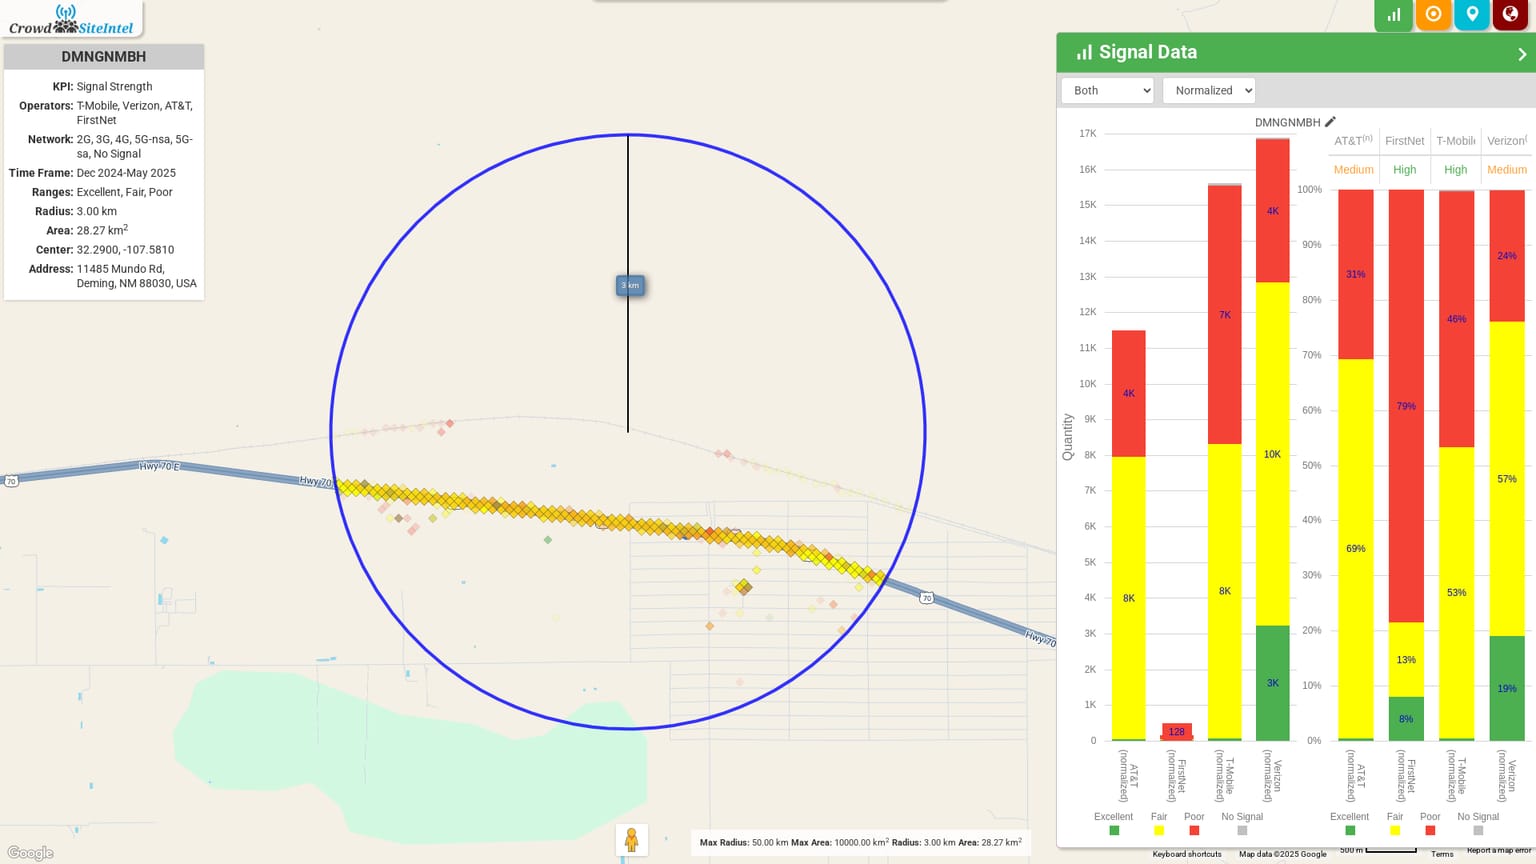 Crowd SiteIntel
DMNGNMBH
KPI: Signal Strength
Operators: T-Mobile, Verizon, AT&T,
FirstNet
Network: 2G, 3G, 4G, 5G-nsa, 5G-
sa, No Signal
Time Frame: Dec 2024-May 2025
Ranges: Excellent, Fair, Poor
Radius: 3.00 km
Area: 28.27 km2
Center: 32.2900, -107.5810
Address: 11485 Mundo Rd,
Deming, NM 88030, USA
3 km
70
Hwy 70 E
Hwy 70
70
Hwy 70
Google
Max Radius: 50.00 km Max Area: 10000.00 km2 Radius: 3.00 km Area: 28.27 km2
Signal Data
Both
Normalized
DMNGNMBH
17K
16K
15K
14K
13K
12K
11K
10K
9K
8K
7K
6K
5K
4K
3K
2K
1K
0
Quantity
4K
8K
128
7K
8K
4K
10K
3K
AT&T (normalized)
FirstNet (normalized)
T-Mobile (normalized)
Verizon (normalized)
Excellent
Fair
Poor
No Signal
AT&T(n)
FirstNet
T-Mobile
Verizon(
Medium
High
High
Medium
100%
90%
80%
70%
60%
50%
40%
30%
20%
10%
0%
31%
69%
79%
13%
8%
46%
53%
24%
57%
19%
AT&T (normalized)
FirstNet (normalized)
T-Mobile (normalized)
Verizon (normalized)
Excellent
Fair
Poor
No Signal
Keyboard shortcuts
Map data ©2025 Google
500 m
Terms
Report a map error